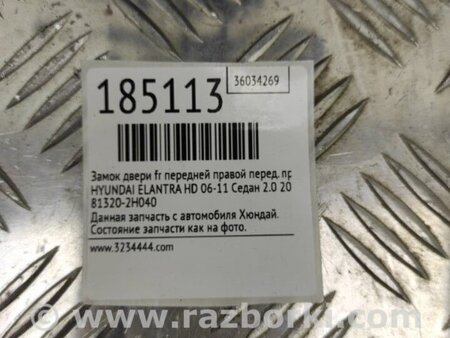 185113
36034269
Замок двери fr передней правой перед. пр
HYUNDAI ELANTRA HD 06-11 Седан 2.0 20
81320-2H040
Данная запчасть с автомобиля Хюндай.
Состояние запчасти как на фото.
www.3234444.com
www.razborki.com